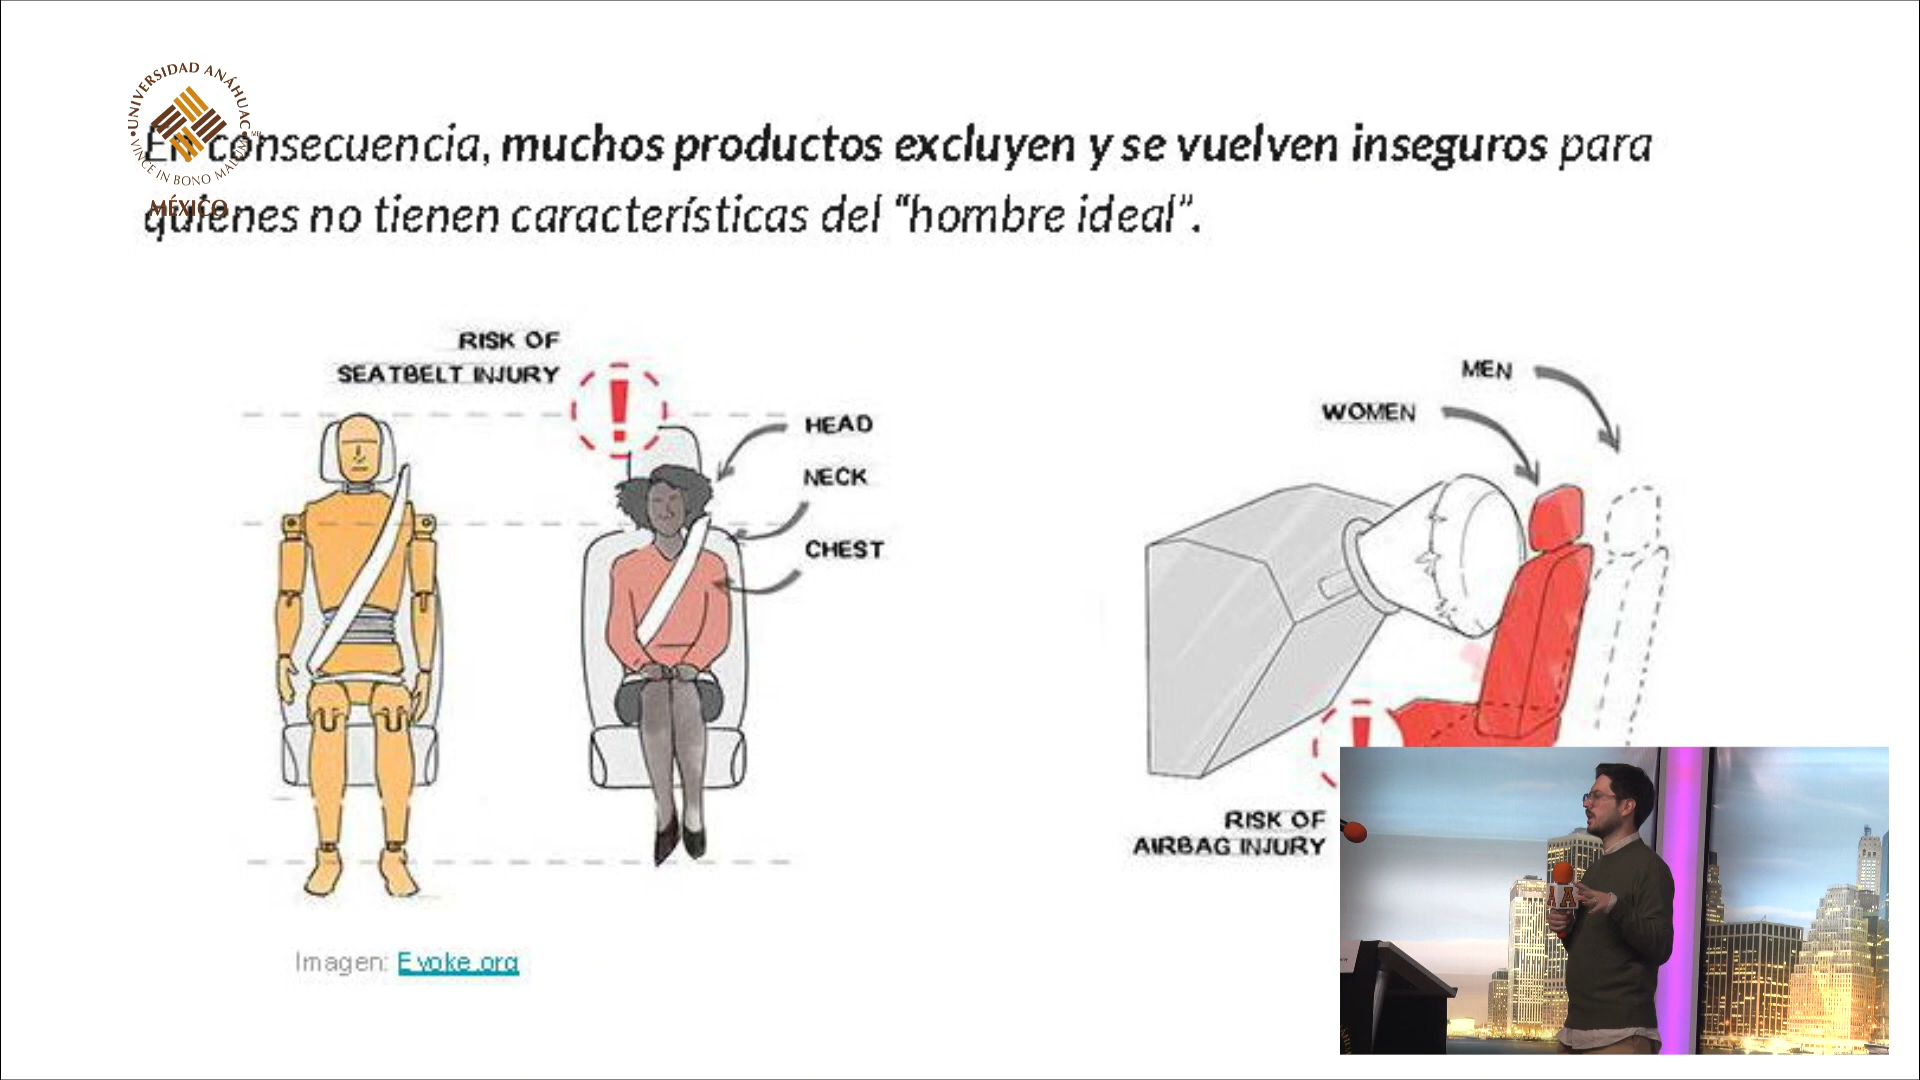 UNIVERSIDAD ANÁHUAC
VINCE IN BONO MALUM
MÉXICO
En consecuencia, muchos productos excluyen y se vuelven inseguros para
quienes no tienen características del “hombre ideal”.
RISK OF
SEATBELT INJURY
HEAD
NECK
CHEST
MEN
WOMEN
RISK OF
AIRBAG INJURY
Imagen: Evoke.org